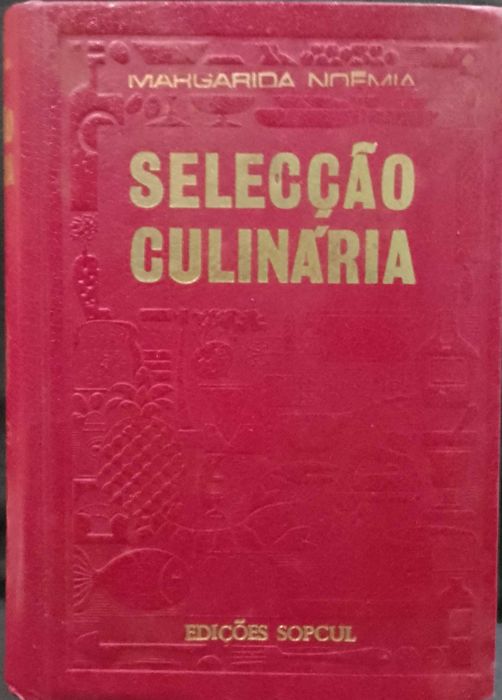 MARGARIDA NOÉMIA
SELECÇÃO
CULINÁRIA
EDIÇÕES SOPCUL